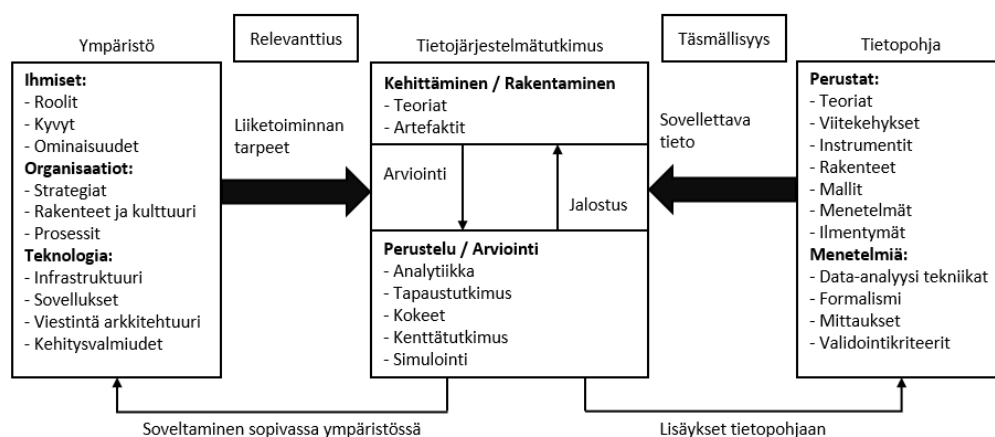 Ympäristö
Relevanttius
Tietojärjestelmätutkimus
Täsmällisyys
Tietopohja
Ihmiset:
- Roolit
- Kyvyt
- Ominaisuudet
Organisaatiot:
- Strategiat
- Rakenteet ja kulttuuri
- Prosessit
Teknologia:
- Infrastruktuuri
- Sovellukset
- Viestintä arkkitehtuuri
- Kehitysvalmiudet
Liiketoiminnan
tarpeet
Kehittäminen / Rakentaminen
- Teoriat
- Artefaktit
Arviointi
Jalostus
Perustelu / Arviointi
- Analytiikka
- Tapaustutkimus
- Kokeet
- Kenttätutkimus
- Simulointi
Sovellettava
tieto
Perustat:
- Teoriat
- Viitekehykset
- Instrumentit
- Rakenteet
- Mallit
- Menetelmät
- Ilmentymät
Menetelmiä:
- Data-analyysi tekniikat
- Formalismi
- Mittaukset
- Validointikriteerit
Soveltaminen sopivassa ympäristössä
Lisäykset tietopohjaan